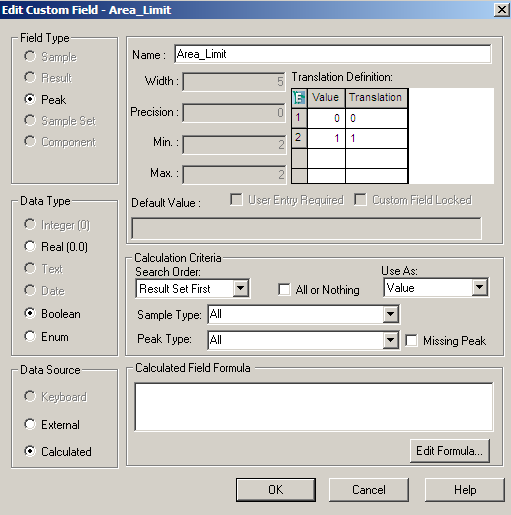 Edit Custom Field - Area_Limit
Field Type
Sample
Result
Peak
Sample Set
Component
Name : Area_Limit
Width : 5
Precision : 0
Min. : 2
Max. : 2
Translation Definition:
Value Translation
1 0 0
2 1 1
Default Value :
User Entry Required
Custom Field Locked
Data Type
Integer (0)
Real (0.0)
Text
Date
Boolean
Enum
Calculation Criteria
Search Order:
Result Set First
All or Nothing
Use As:
Value
Sample Type: All
Peak Type: All
Missing Peak
Data Source
Keyboard
External
Calculated
Calculated Field Formula
Edit Formula...
OK
Cancel
Help